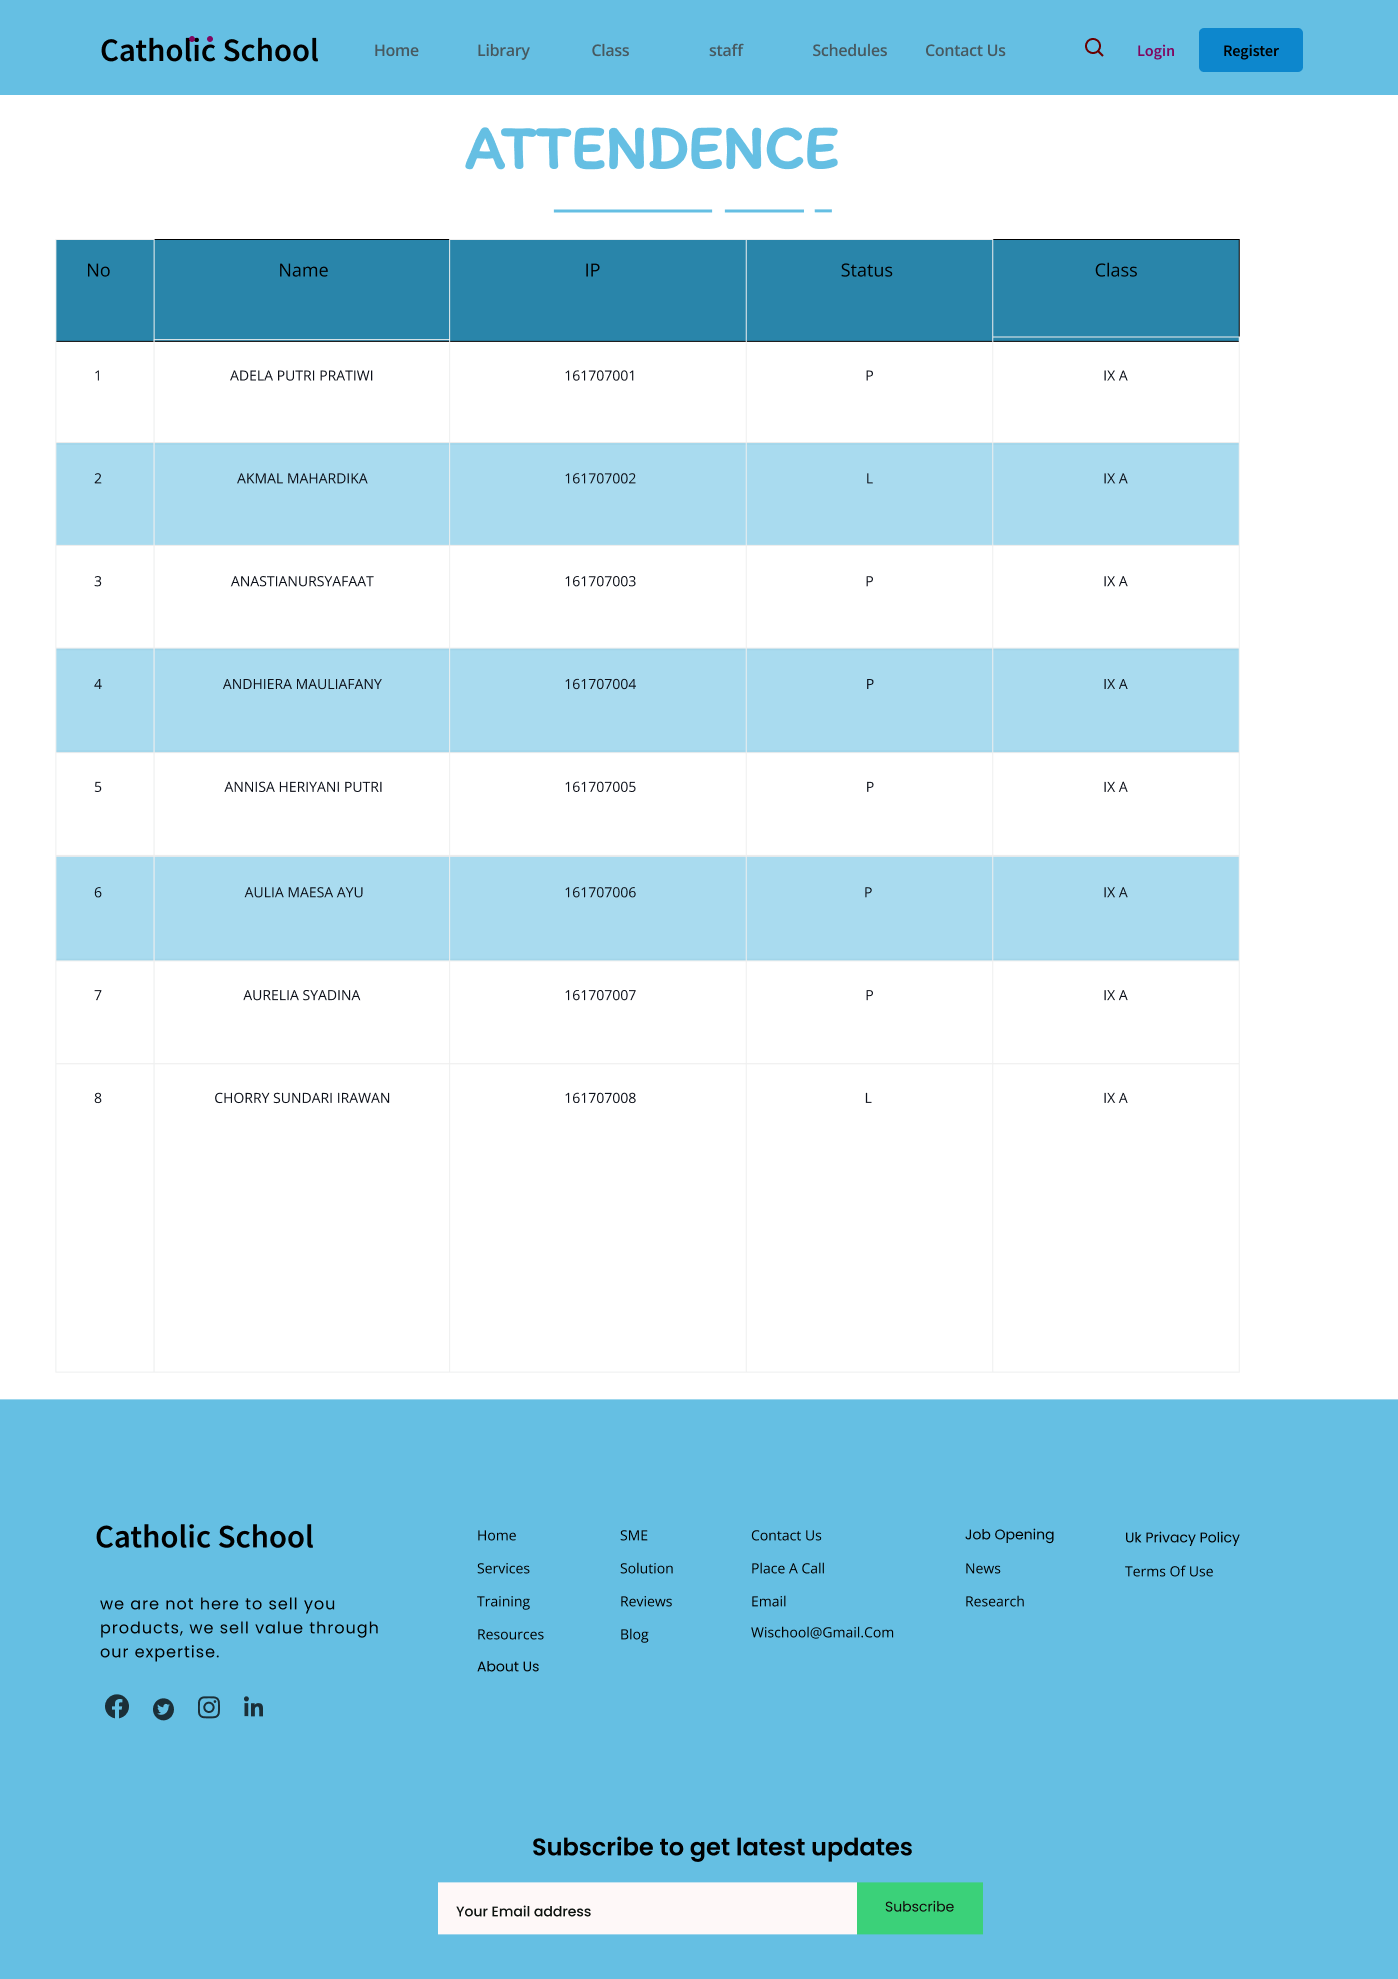 Catholic School Home Library Class staff Schedules Contact Us Login Register
ATTENDENCE
No Name IP Status Class
1 ADELA PUTRI PRATIWI 161707001 P IX A
2 AKMAL MAHARDIKA 161707002 L IX A
3 ANASTIANURSYAFAAT 161707003 P IX A
4 ANDHIERA MAULIAFANY 161707004 P IX A
5 ANNISA HERIYANI PUTRI 161707005 P IX A
6 AULIA MAESA AYU 161707006 P IX A
7 AURELIA SYADINA 161707007 P IX A
8 CHORRY SUNDARI IRAWAN 161707008 L IX A
Catholic School
we are not here to sell you
products, we sell value through
our expertise.
Home
Services
Training
Resources
About Us
SME
Solution
Reviews
Blog
Contact Us
Place A Call
Email
Wischool@Gmail.Com
Job Opening
News
Research
Uk Privacy Policy
Terms Of Use
Subscribe to get latest updates
Your Email address Subscribe